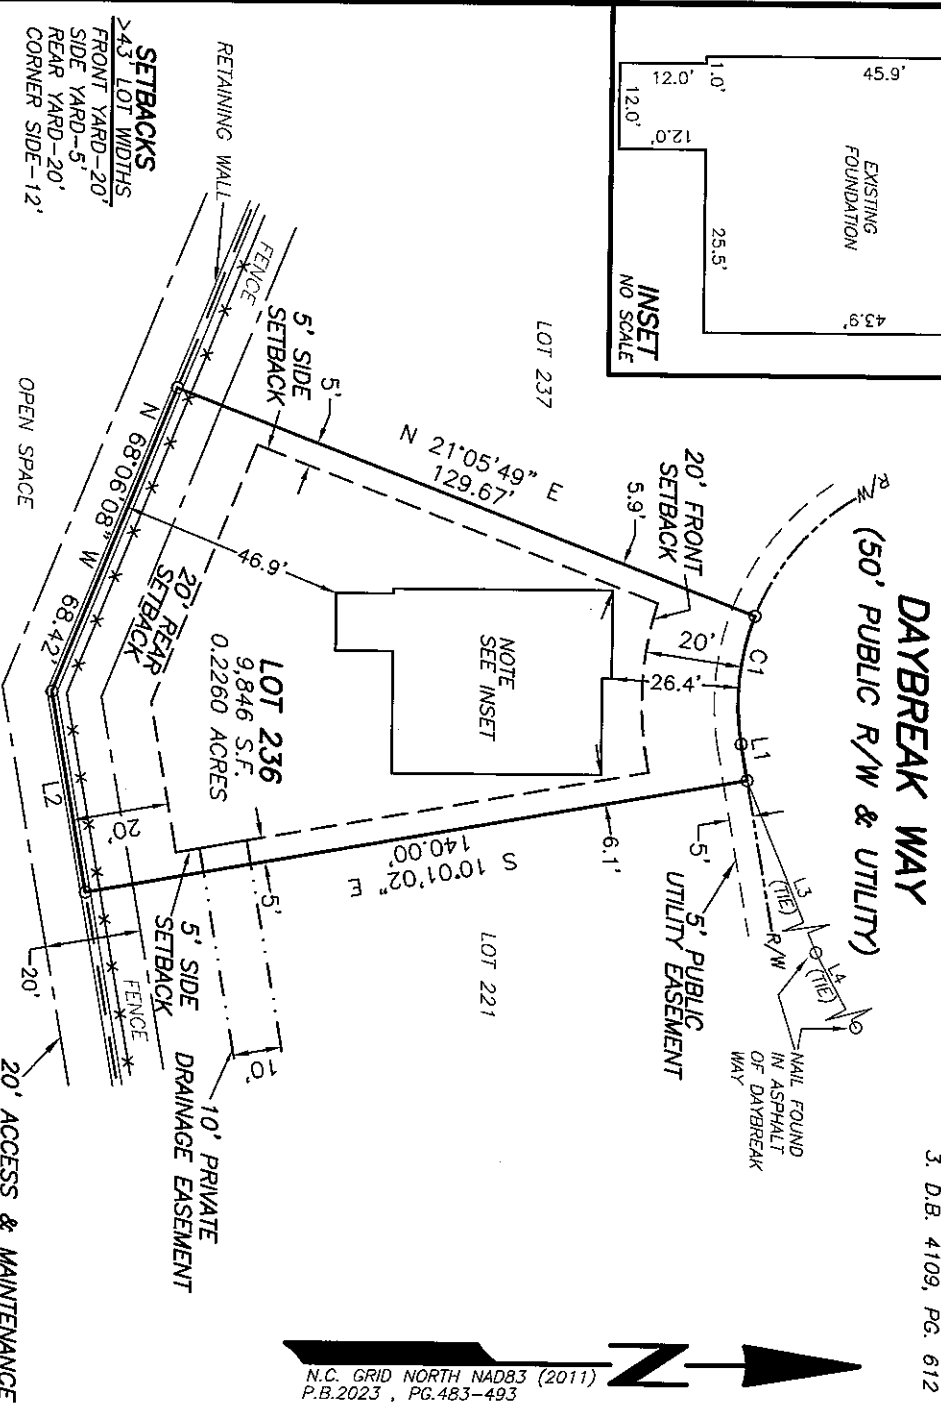 DAYBREAK WAY
(50' PUBLIC R/W & UTILITY)
3. D.B. 4109, PG. 612
45.9'
1.0'
12.0'
12.0'
12.0'
EXISTING
FOUNDATION
25.5'
43.9'
INSET
NO SCALE
R/W
LOT 237
20' FRONT
SETBACK
5.9'
N 21°05'49" E
129.67'
5'
5' SIDE
SETBACK
C1
L1
20'
26.4'
L3
(TIE)
L4
(TIE)
R/W
NAIL FOUND
IN ASPHALT
OF DAYBREAK
WAY
5'
5' PUBLIC
UTILITY EASEMENT
NOTE
SEE INSET
6.1'
S 10°01'02" E
140.00'
LOT 221
46.9'
LOT 236
9,846 S.F.
0.2260 ACRES
20' REAR
SETBACK
5'
5' SIDE
SETBACK
10'
10' PRIVATE
DRAINAGE EASEMENT
RETAINING WALL
FENCE
N 68°06'08" W 68.42'
20'
L2
FENCE
20'
OPEN SPACE
20' ACCESS & MAINTENANCE
SETBACKS
>43' LOT WIDTHS
FRONT YARD-20'
SIDE YARD-5'
REAR YARD-20'
CORNER SIDE-12'
N
N.C. GRID NORTH NAD83 (2011)
P.B.2023 , PG.483-493